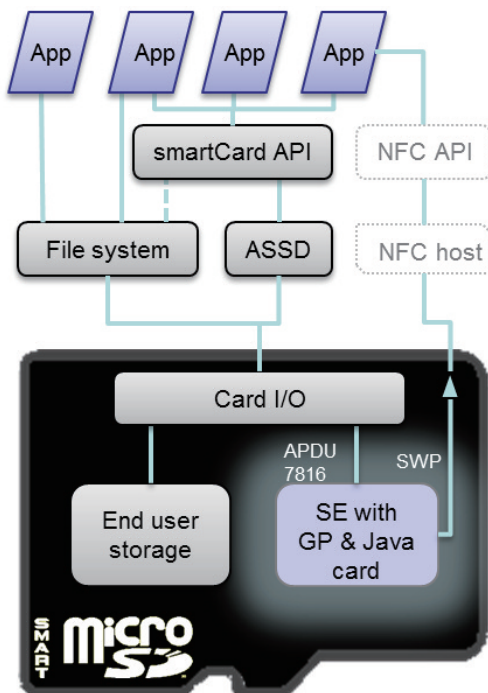 App App App App
smartCard API
NFC API
File system
ASSD
NFC host
Card I/O
APDU
7816
SWP
End user
storage
SE with
GP & Java
card
SMART
Micro
SD